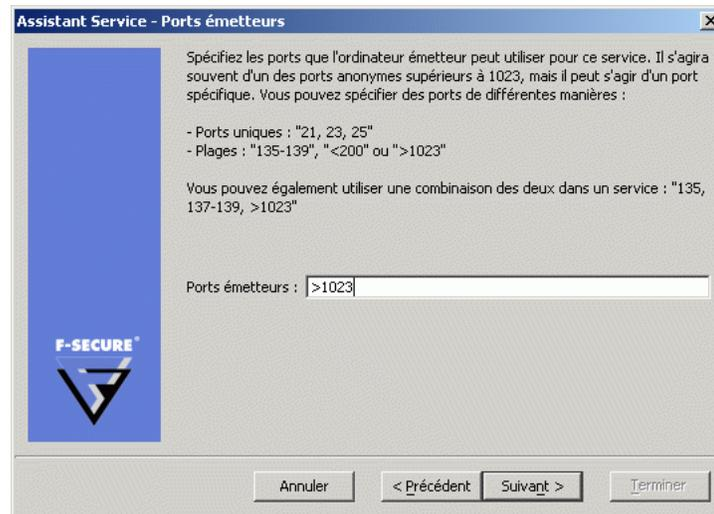 Assistant Service - Ports émetteurs
Spécifiez les ports que l'ordinateur émetteur peut utiliser pour ce service. Il s'agira
souvent d'un des ports anonymes supérieurs à 1023, mais il peut s'agir d'un port
spécifique. Vous pouvez spécifier des ports de différentes manières :
- Ports uniques : "21, 23, 25"
- Plages : "135-139", "<200" ou ">1023"
Vous pouvez également utiliser une combinaison des deux dans un service : "135,
137-139, >1023"
Ports émetteurs : >1023
F-SECURE®
Annuler < Précédent Suivant > Terminer